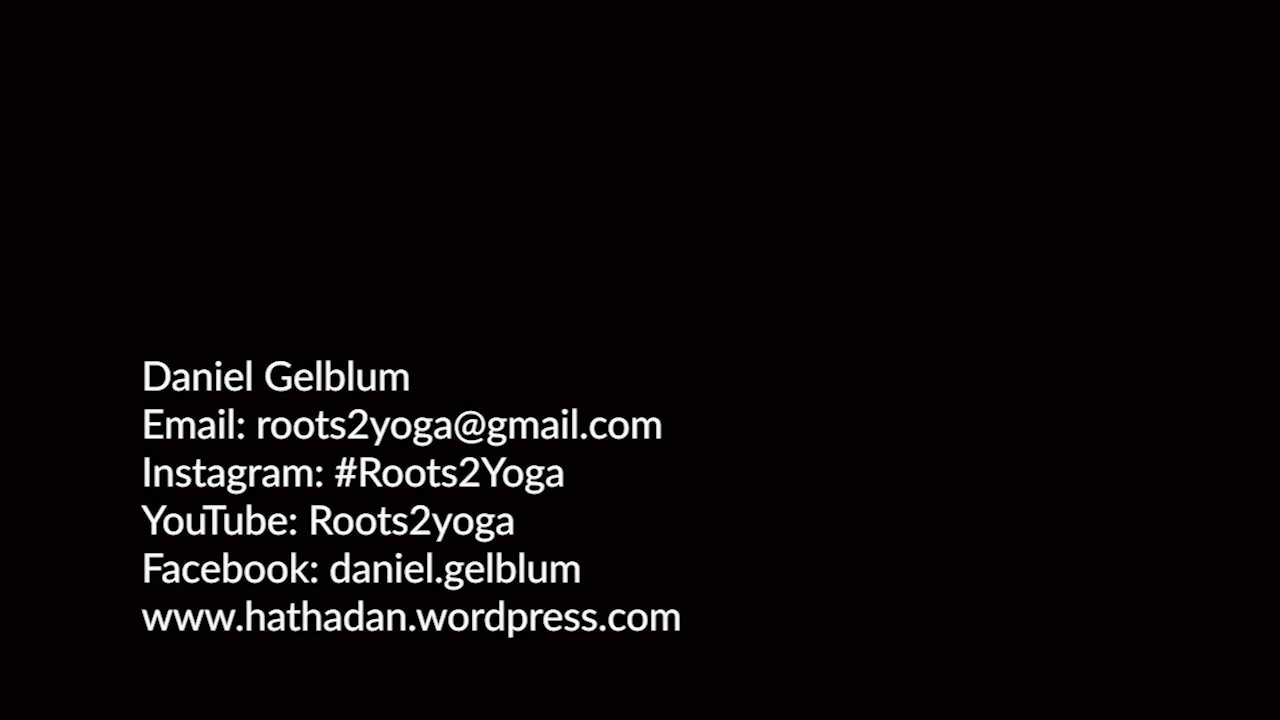 Daniel Gelblum
Email: roots2yoga@gmail.com
Instagram: #Roots2Yoga
YouTube: Roots2yoga
Facebook: daniel.gelblum
www.hathadan.wordpress.com